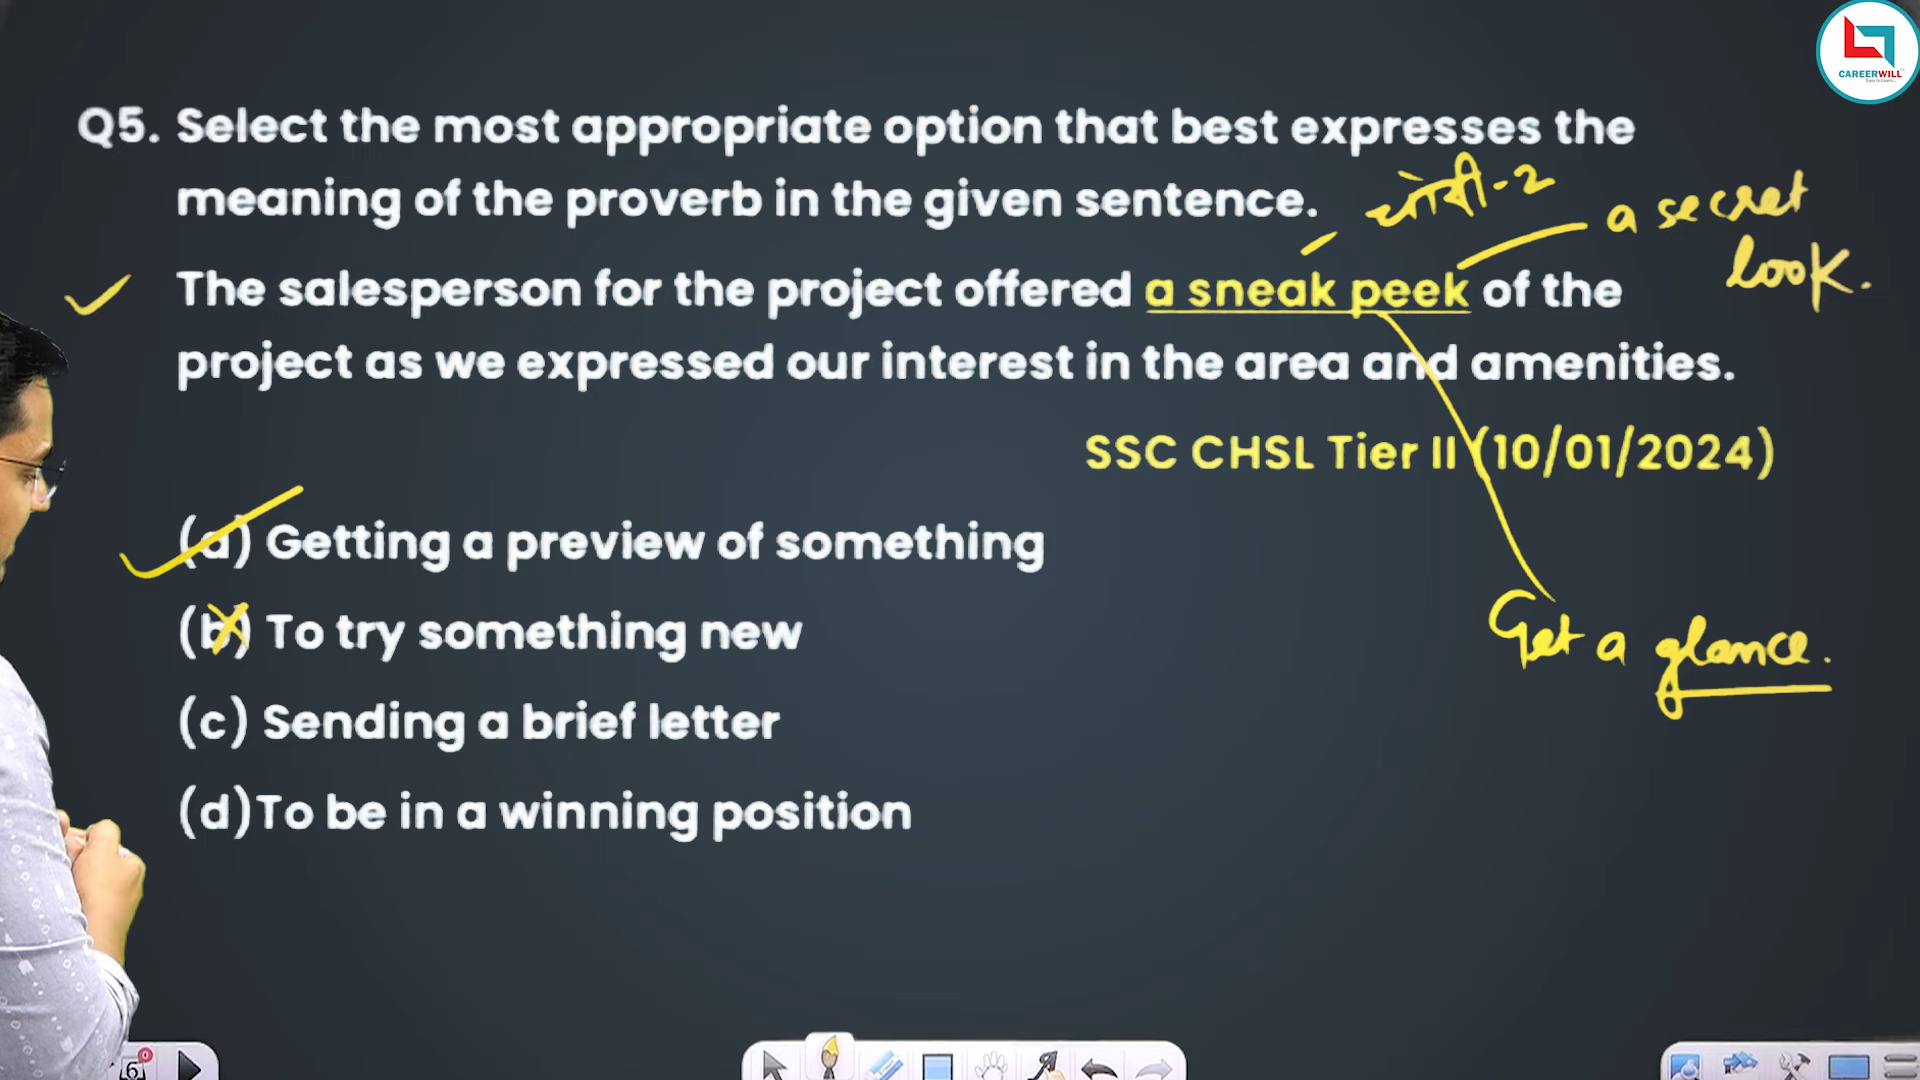 CAREERWILL
Q5. Select the most appropriate option that best expresses the
meaning of the proverb in the given sentence.
चोरी-2
a secret
look.
The salesperson for the project offered a sneak peek of the
project as we expressed our interest in the area and amenities.
SSC CHSL Tier II (10/01/2024)
(a) Getting a preview of something
(b) To try something new
(c) Sending a brief letter
(d)To be in a winning position
Get a glance.